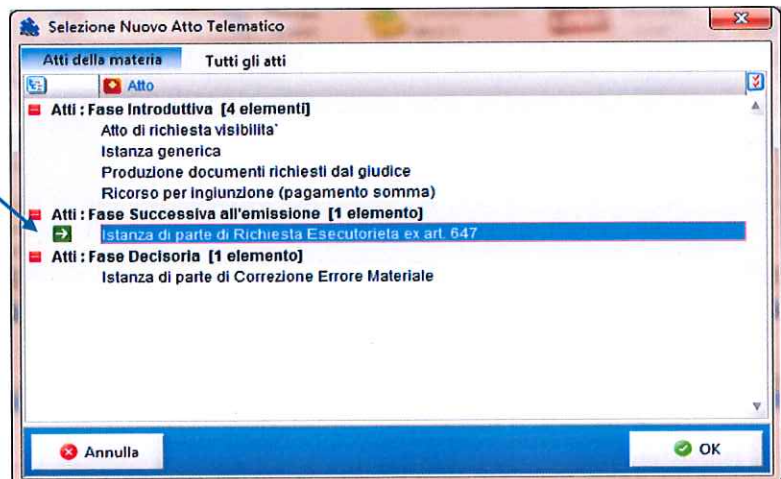 Selezione Nuovo Atto Telematico
Atti della materia
Tutti gli atti
Atto
Atti : Fase Introduttiva [4 elementi]
Atto di richiesta visibilita`
Istanza generica
Produzione documenti richiesti dal giudice
Ricorso per ingiunzione (pagamento somma)
Atti : Fase Successiva all'emissione [1 elemento]
Istanza di parte di Richiesta Esecutorieta ex art. 647
Atti : Fase Decisoria [1 elemento]
Istanza di parte di Correzione Errore Materiale
Annulla
OK